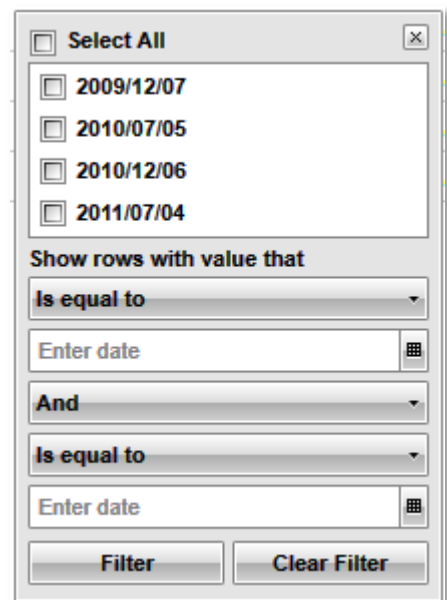 Select All
2009/12/07
2010/07/05
2010/12/06
2011/07/04
Show rows with value that
Is equal to
Enter date
And
Is equal to
Enter date
Filter
Clear Filter